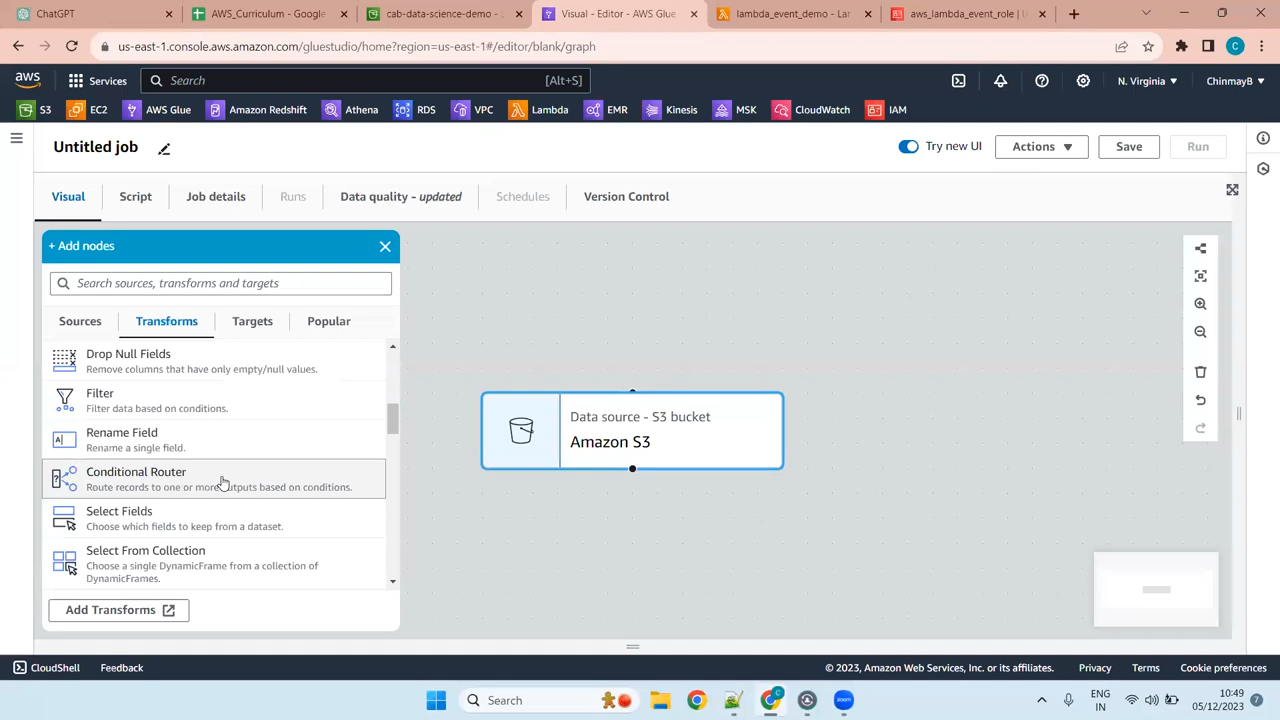 ChatGPT
AWS_Curriculum - Google
cab-data-science-demo - S
Visual - Editor - AWS Glue
lambda_event_demo - Lam
aws_lambda_event_role | I
us-east-1.console.aws.amazon.com/gluestudio/home?region=us-east-1#/editor/blank/graph
C
aws
Services
Search
[Alt+S]
N. Virginia
ChinmayB
S3
EC2
AWS Glue
Amazon Redshift
Athena
RDS
VPC
Lambda
EMR
Kinesis
MSK
CloudWatch
IAM
Untitled job
Try new UI
Actions
Save
Run
Visual
Script
Job details
Runs
Data quality - updated
Schedules
Version Control
+ Add nodes
Search sources, transforms and targets
Sources
Transforms
Targets
Popular
Drop Null Fields
Remove columns that have only empty/null values.
Filter
Filter data based on conditions.
Rename Field
Rename a single field.
Conditional Router
Route records to one or more outputs based on conditions.
Select Fields
Choose which fields to keep from a dataset.
Select From Collection
Choose a single DynamicFrame from a collection of
DynamicFrames.
Add Transforms
Data source - S3 bucket
Amazon S3
CloudShell
Feedback
© 2023, Amazon Web Services, Inc. or its affiliates.
Privacy
Terms
Cookie preferences
Search
zoom
ENG
IN
10:49
05/12/2023
7